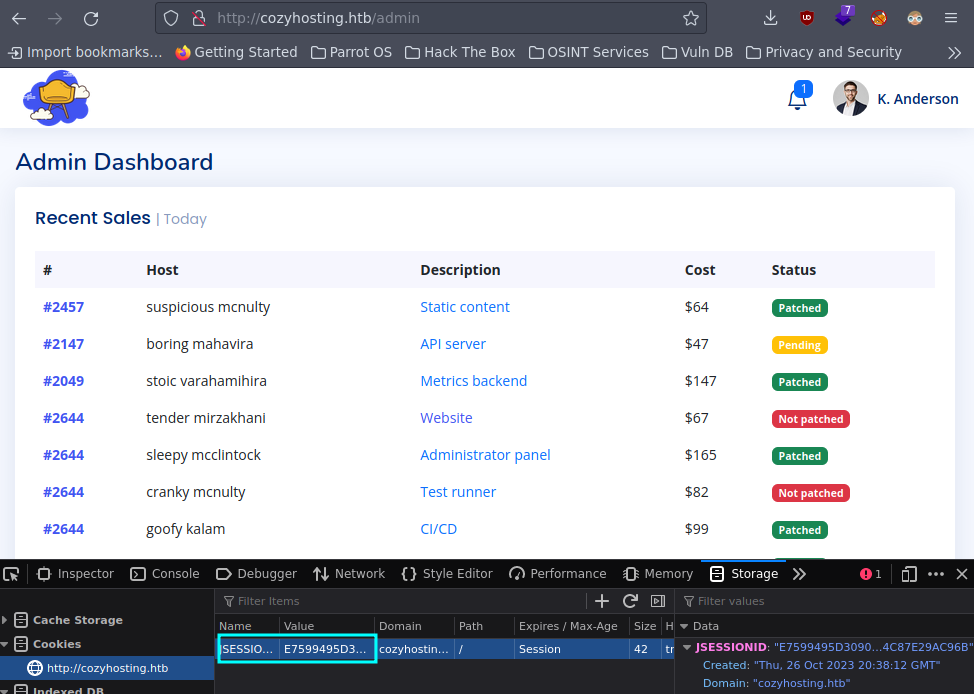 http://cozyhosting.htb/admin
7
Import bookmarks... Getting Started Parrot OS Hack The Box OSINT Services Vuln DB Privacy and Security
1
K. Anderson
Admin Dashboard
Recent Sales | Today
# Host Description Cost Status
#2457 suspicious mcnulty Static content $64 Patched
#2147 boring mahavira API server $47 Pending
#2049 stoic varahamihira Metrics backend $147 Patched
#2644 tender mirzakhani Website $67 Not patched
#2644 sleepy mcclintock Administrator panel $165 Patched
#2644 cranky mcnulty Test runner $82 Not patched
#2644 goofy kalam CI/CD $99 Patched
Inspector Console Debugger Network Style Editor Performance Memory Storage 1
Cache Storage
Cookies
http://cozyhosting.htb
Indexed DB
Filter Items
Name Value Domain Path Expires / Max-Age Size H
JSESSIO... E7599495D3... cozyhostin... / Session 42 tr
Filter values
Data
JSESSIONID: "E7599495D3090...4C87E29AC96B"
Created: "Thu, 26 Oct 2023 20:38:12 GMT"
Domain: "cozyhosting.htb"